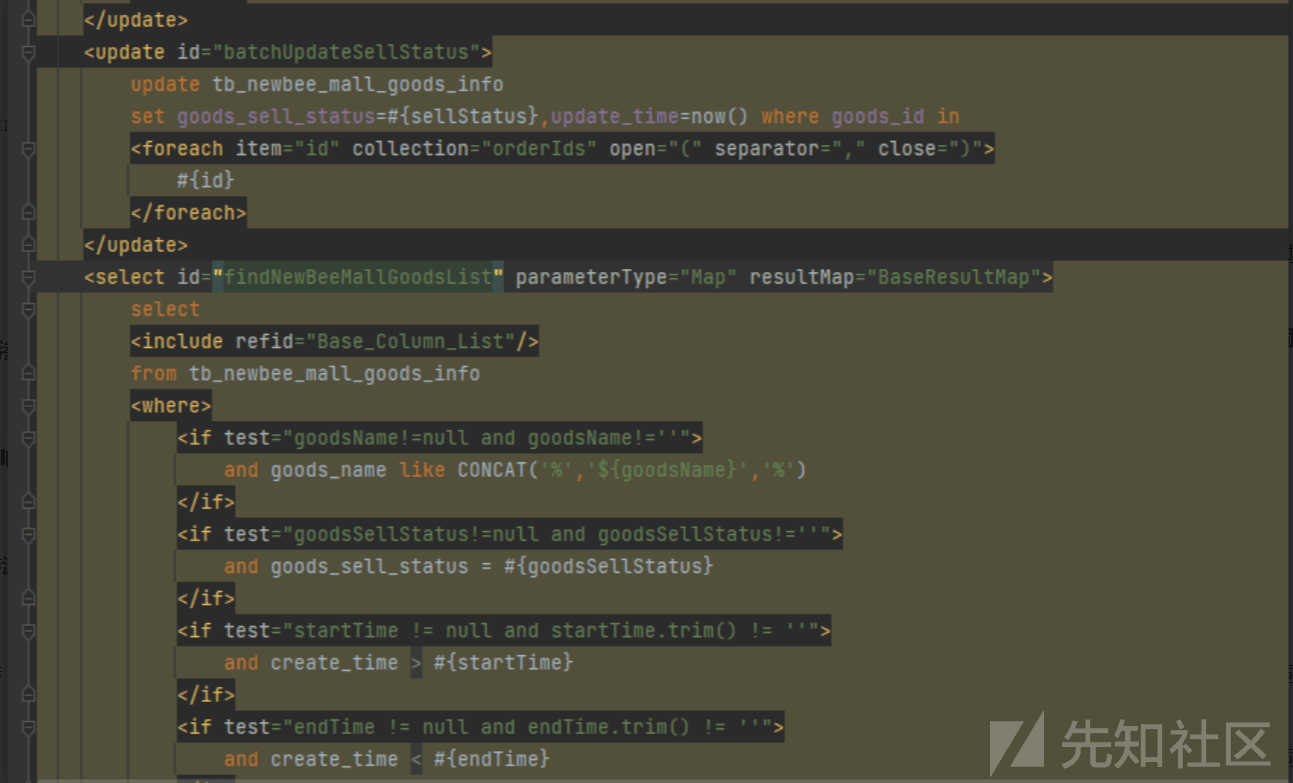 </update>
<update id="batchUpdateSellStatus">
update tb_newbee_mall_goods_info
set goods_sell_status=#{sellStatus},update_time=now() where goods_id in
<foreach item="id" collection="orderIds" open="(" separator="," close=")">
#{id}
</foreach>
</update>
<select id="findNewBeeMallGoodsList" parameterType="Map" resultMap="BaseResultMap">
select
<include refid="Base_Column_List"/>
from tb_newbee_mall_goods_info
<where>
<if test="goodsName!=null and goodsName!=''">
and goods_name like CONCAT('%','${goodsName}','%')
</if>
<if test="goodsSellStatus!=null and goodsSellStatus!=''">
and goods_sell_status = #{goodsSellStatus}
</if>
<if test="startTime != null and startTime.trim() != ''">
and create_time > #{startTime}
</if>
<if test="endTime != null and endTime.trim() != ''">
and create_time < #{endTime}
先知社区